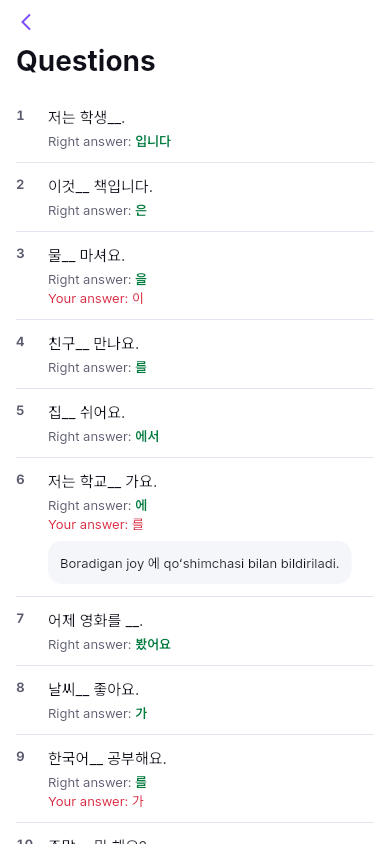 Questions
1 저는 학생__.
Right answer: 입니다
2 이것__ 책입니다.
Right answer: 은
3 물__ 마셔요.
Right answer: 을
Your answer: 이
4 친구__ 만나요.
Right answer: 를
5 집__ 쉬어요.
Right answer: 에서
6 저는 학교__ 가요.
Right answer: 에
Your answer: 를
Boradigan joy 에 qoʻshimchasi bilan bildiriladi.
7 어제 영화를 __.
Right answer: 봤어요
8 날씨__ 좋아요.
Right answer: 가
9 한국어__ 공부해요.
Right answer: 를
Your answer: 가